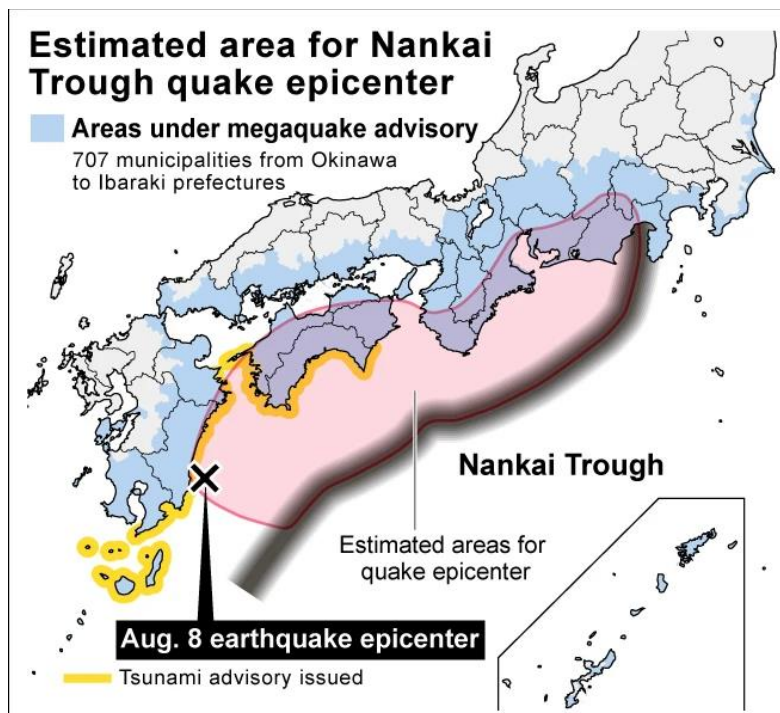 Estimated area for Nankai
Trough quake epicenter
Areas under megaquake advisory
707 municipalities from Okinawa
to Ibaraki prefectures
Nankai Trough
Estimated areas for
quake epicenter
Aug. 8 earthquake epicenter
Tsunami advisory issued